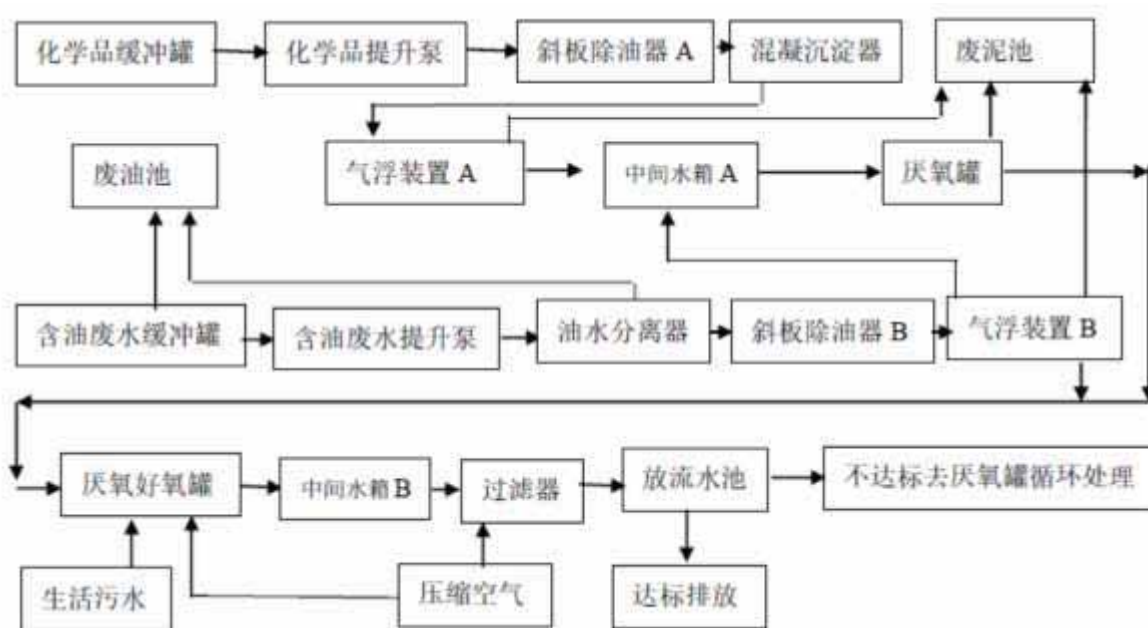 化学品缓冲罐
化学品提升泵
斜板除油器 A
混凝沉淀器
废泥池
废油池
气浮装置 A
中间水箱 A
厌氧罐
含油废水缓冲罐
含油废水提升泵
油水分离器
斜板除油器 B
气浮装置 B
厌氧好氧罐
中间水箱 B
过滤器
放流水池
不达标去厌氧罐循环处理
生活污水
压缩空气
达标排放